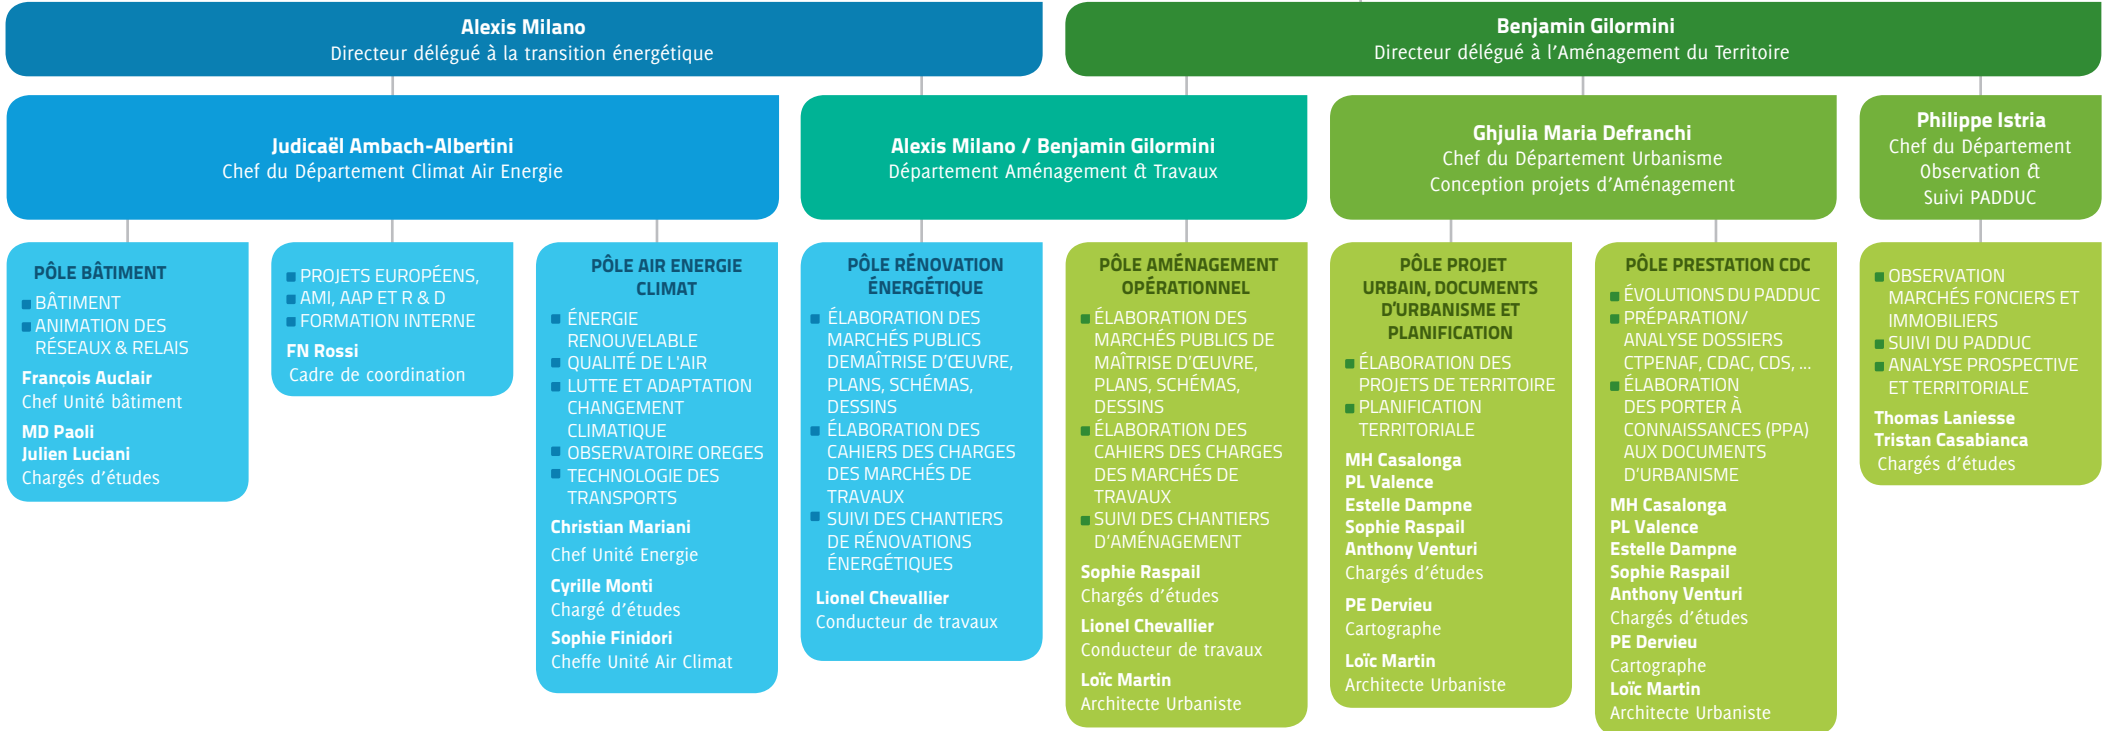 Alexis Milano
Directeur délégué à la transition énergétique
Benjamin Gilormini
Directeur délégué à l'Aménagement du Territoire
Judicaël Ambach-Albertini
Chef du Département Climat Air Energie
Alexis Milano / Benjamin Gilormini
Département Aménagement & Travaux
Ghjulia Maria Defranchi
Chef du Département Urbanisme
Conception projets d'Aménagement
Philippe Istria
Chef du Département
Observation &
Suivi PADDUC
PÔLE BÂTIMENT
BÂTIMENT
ANIMATION DES
RÉSEAUX & RELAIS
François Auclair
Chef Unité bâtiment
MD Paoli
Julien Luciani
Chargés d'études
PROJETS EUROPÉENS,
AMI, AAP ET R & D
FORMATION INTERNE
FN Rossi
Cadre de coordination
PÔLE AIR ENERGIE
CLIMAT
ÉNERGIE
RENOUVELABLE
QUALITÉ DE L'AIR
LUTTE ET ADAPTATION
CHANGEMENT
CLIMATIQUE
OBSERVATOIRE OREGES
TECHNOLOGIE DES
TRANSPORTS
Christian Mariani
Chef Unité Energie
Cyrille Monti
Chargé d'études
Sophie Finidori
Cheffe Unité Air Climat
PÔLE RÉNOVATION
ÉNERGÉTIQUE
ÉLABORATION DES
MARCHÉS PUBLICS
DEMAÎTRISE D'ŒUVRE,
PLANS, SCHÉMAS,
DESSINS
ÉLABORATION DES
CAHIERS DES CHARGES
DES MARCHÉS DE
TRAVAUX
SUIVI DES CHANTIERS
DE RÉNOVATIONS
ÉNERGÉTIQUES
Lionel Chevallier
Conducteur de travaux
PÔLE AMÉNAGEMENT
OPÉRATIONNEL
ÉLABORATION DES
MARCHÉS PUBLICS DE
MAÎTRISE D'ŒUVRE,
PLANS, SCHÉMAS,
DESSINS
ÉLABORATION DES
CAHIERS DES CHARGES
DES MARCHÉS DE
TRAVAUX
SUIVI DES CHANTIERS
D'AMÉNAGEMENT
Sophie Raspail
Chargés d'études
Lionel Chevallier
Conducteur de travaux
Loïc Martin
Architecte Urbaniste
PÔLE PROJET
URBAIN, DOCUMENTS
D'URBANISME ET
PLANIFICATION
ÉLABORATION DES
PROJETS DE TERRITOIRE
PLANIFICATION
TERRITORIALE
MH Casalonga
PL Valence
Estelle Dampne
Sophie Raspail
Anthony Venturi
Chargés d'études
PE Dervieu
Cartographe
Loïc Martin
Architecte Urbaniste
PÔLE PRESTATION CDC
ÉVOLUTIONS DU PADDUC
PRÉPARATION/
ANALYSE DOSSIERS
CTPENAF, CDAC, CDS, ...
ÉLABORATION
DES PORTER À
CONNAISSANCES (PPA)
AUX DOCUMENTS
D'URBANISME
MH Casalonga
PL Valence
Estelle Dampne
Sophie Raspail
Anthony Venturi
Chargés d'études
PE Dervieu
Cartographe
Loïc Martin
Architecte Urbaniste
OBSERVATION
MARCHÉS FONCIERS ET
IMMOBILIERS
SUIVI DU PADDUC
ANALYSE PROSPECTIVE
ET TERRITORIALE
Thomas Laniesse
Tristan Casabianca
Chargés d'études